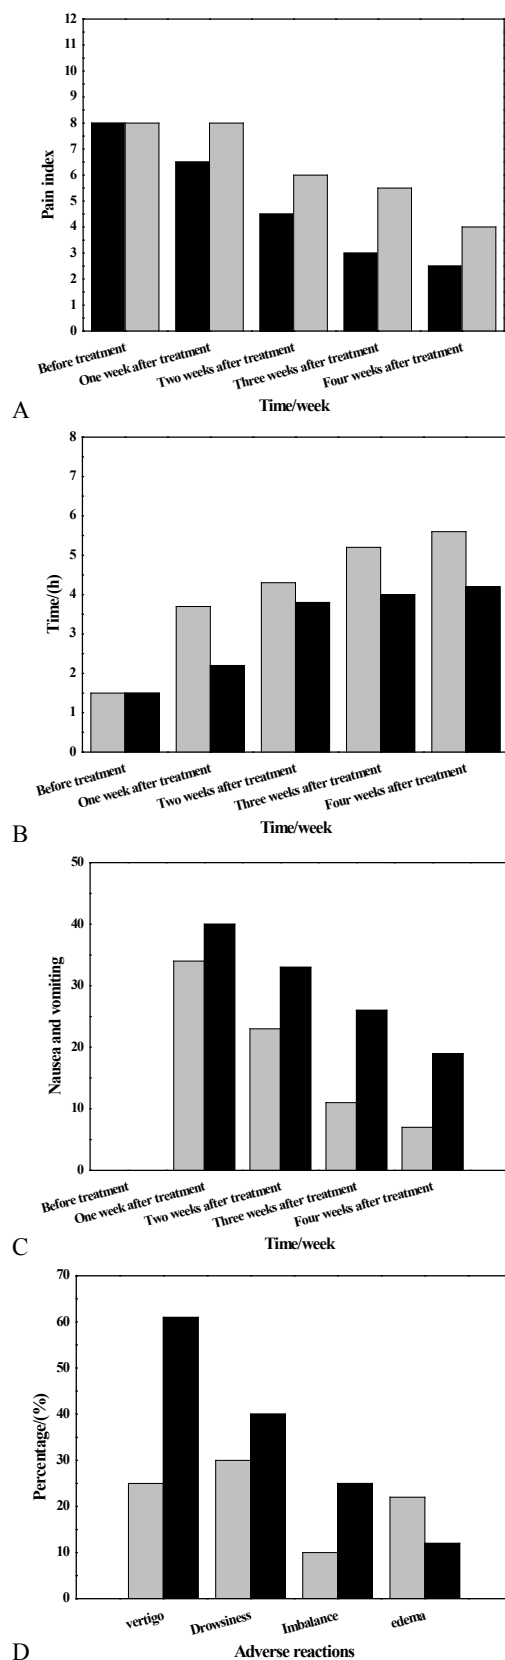 12
11
10
9
8
7
6
5
4
3
2
1
0
Pain index
Before treatment
One week after treatment
Two weeks after treatment
Three weeks after treatment
Four weeks after treatment
Time/week
A
8
7
6
5
4
3
2
1
0
Time/(h)
Before treatment
One week after treatment
Two weeks after treatment
Three weeks after treatment
Four weeks after treatment
Time/week
B
50
40
30
20
10
0
Nausea and vomiting
Before treatment
One week after treatment
Two weeks after treatment
Three weeks after treatment
Four weeks after treatment
Time/week
C
70
60
50
40
30
20
10
0
Percentage/(%)
vertigo
Drowsiness
Imbalance
edema
Adverse reactions
D